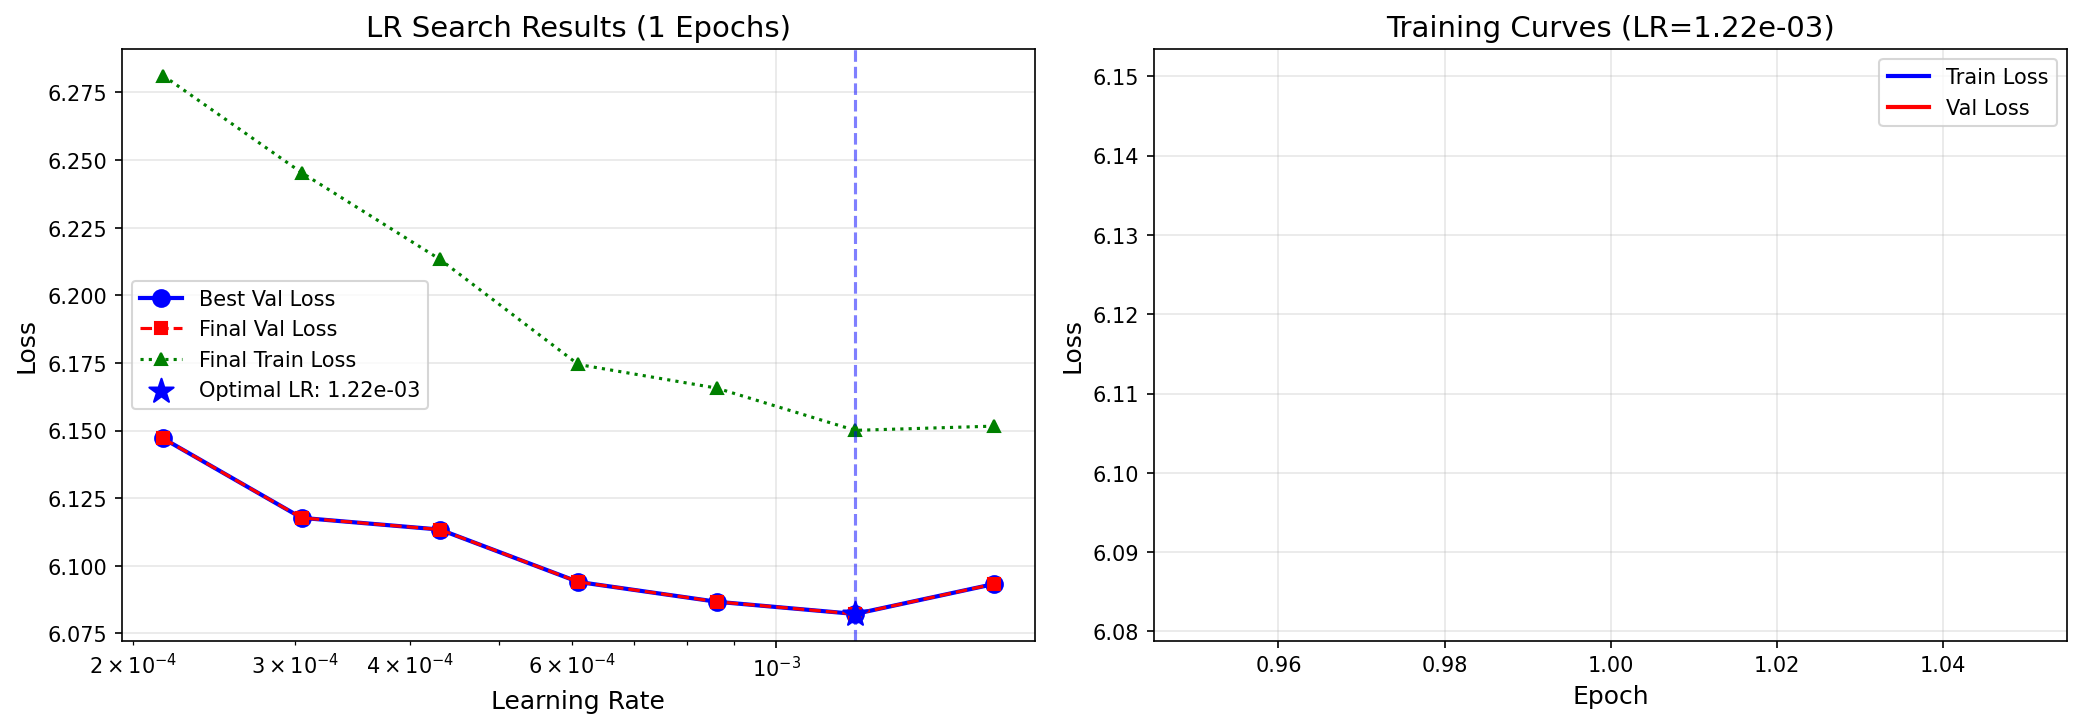 LR Search Results (1 Epochs)
Loss
6.275
6.250
6.225
6.200
6.175
6.150
6.125
6.100
6.075
Best Val Loss
Final Val Loss
Final Train Loss
Optimal LR: 1.22e-03
2 × 10⁻⁴
3 × 10⁻⁴
4 × 10⁻⁴
6 × 10⁻⁴
10⁻³
Learning Rate
Training Curves (LR=1.22e-03)
Loss
6.15
6.14
6.13
6.12
6.11
6.10
6.09
6.08
Train Loss
Val Loss
0.96
0.98
1.00
1.02
1.04
Epoch